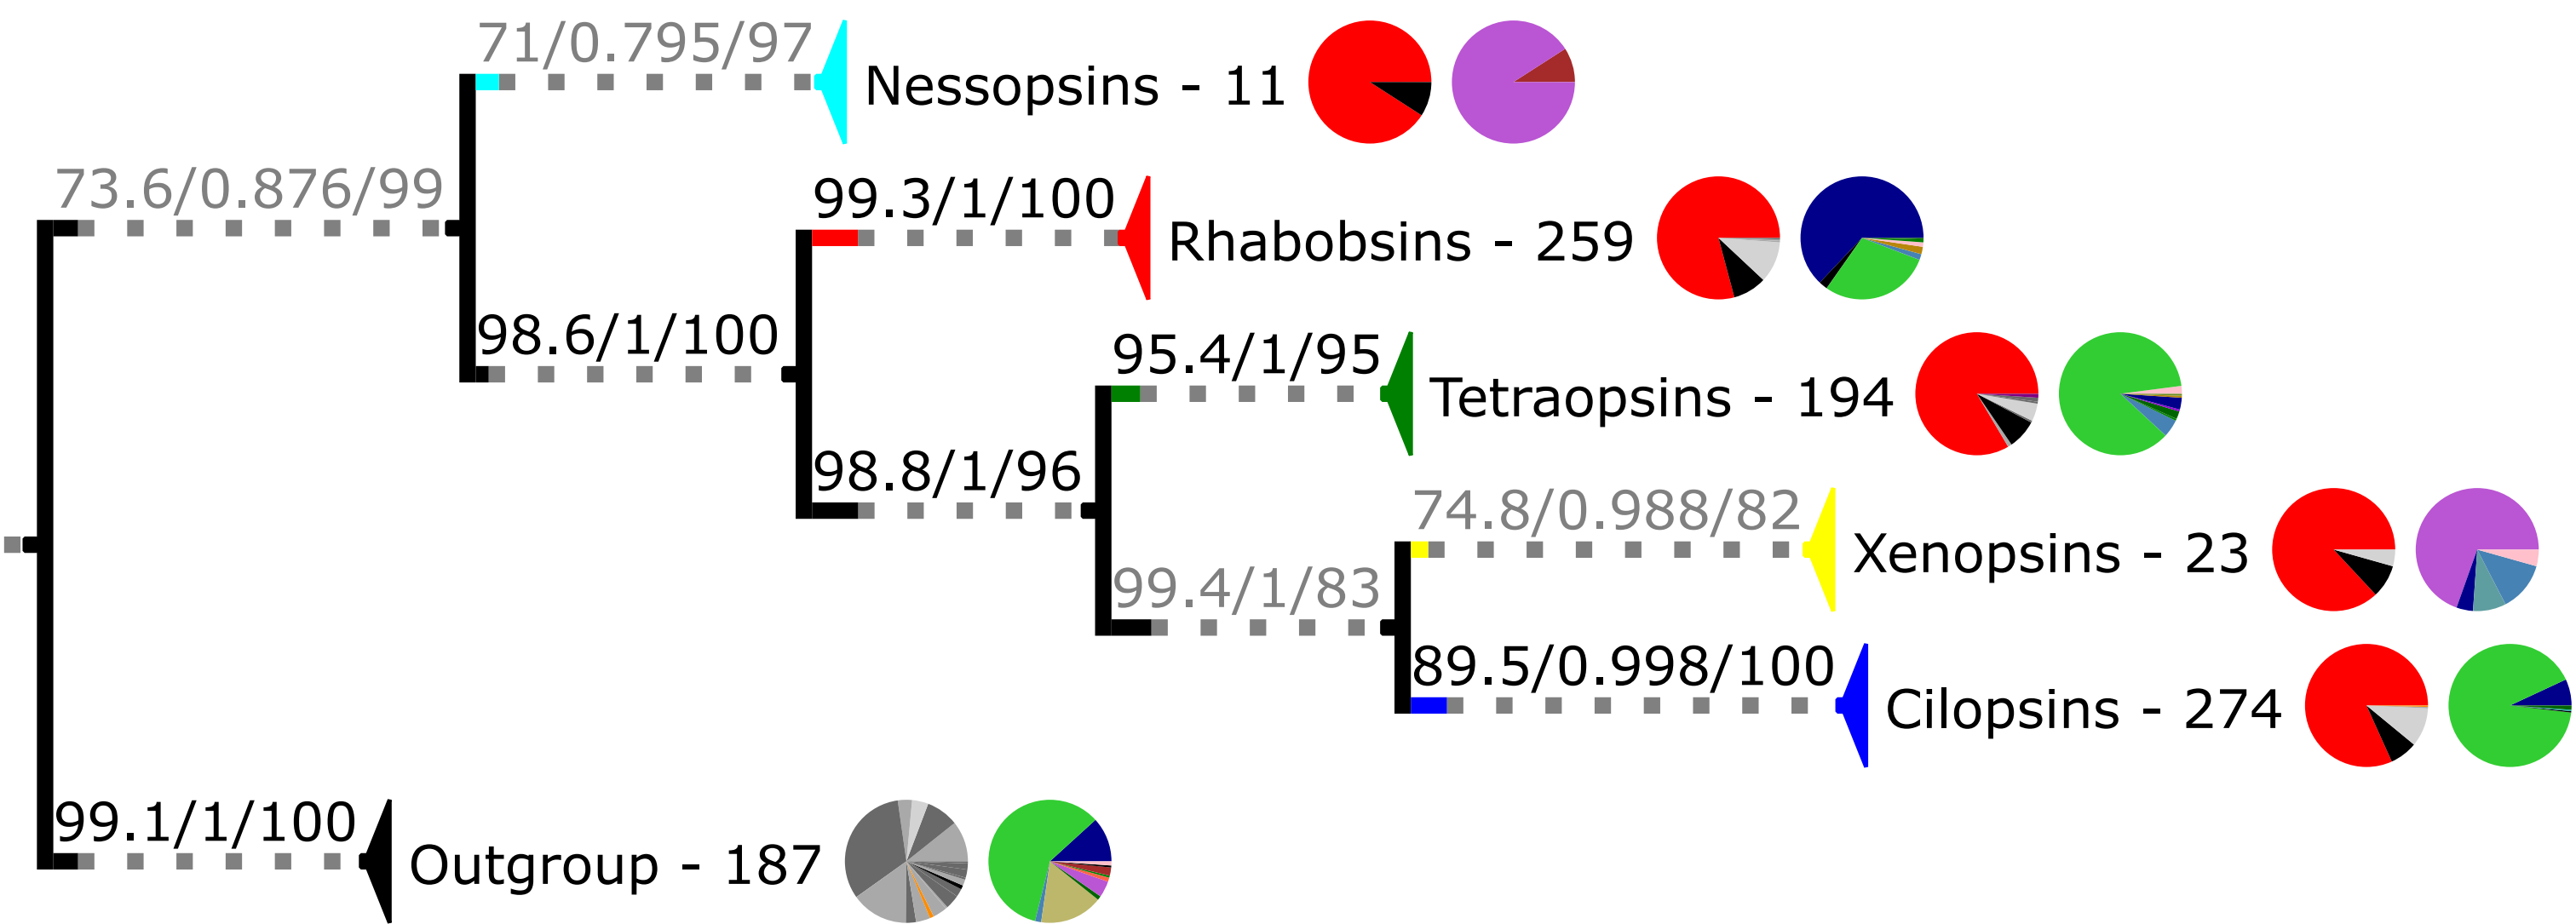 71/0.795/97
Nessopsins - 11
73.6/0.876/99
99.3/1/100
Rhabobsins - 259
98.6/1/100
95.4/1/95
Tetraopsins - 194
98.8/1/96
74.8/0.988/82
Xenopsins - 23
99.4/1/83
89.5/0.998/100
Cilopsins - 274
99.1/1/100
Outgroup - 187